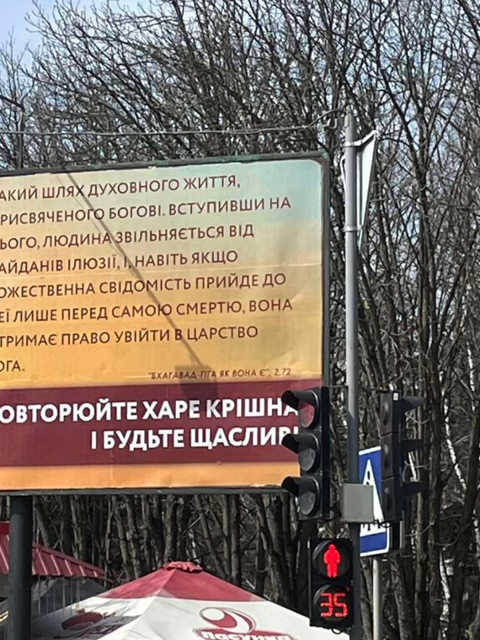 АКИЙ ШЛЯХ ДУХОВНОГО ЖИТТЯ,
РИСВЯЧЕНОГО БОГОВІ. ВСТУПИВШИ НА
ЬОГО, ЛЮДИНА ЗВІЛЬНЯЄТЬСЯ ВІД
АЙДАНІВ ІЛЮЗІЇ, І, НАВІТЬ ЯКЩО
ОЖЕСТВЕННА СВІДОМІСТЬ ПРИЙДЕ ДО
ЕЇ ЛИШЕ ПЕРЕД САМОЮ СМЕРТЮ, ВОНА
ТРИМАЄ ПРАВО УВІЙТИ В ЦАРСТВО
ОГА.
"БХАГАВАД-ГІТА ЯК ВОНА Є", 2.72
ОВТОРЮЙТЕ ХАРЕ КРІШНА
І БУДЬТЕ ЩАСЛИВІ
35
Ласунка